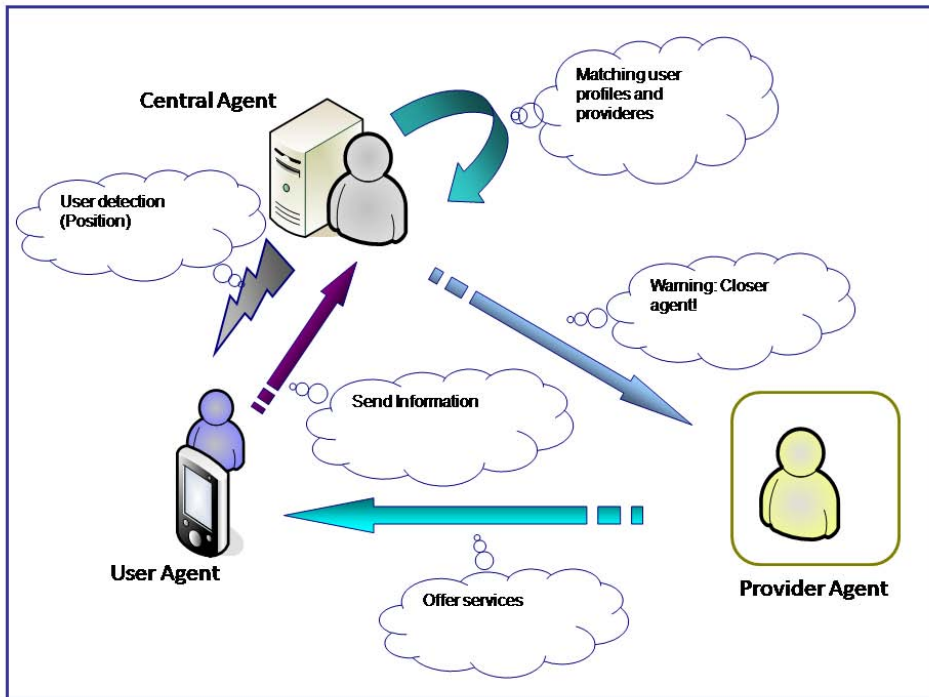 Central Agent
Matching user
profiles and
provideres
User detection
(Position)
Warning: Closer
agent!
Send Information
User Agent
Provider Agent
Offer services